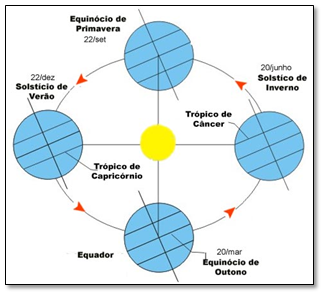 Equinócio de
Primavera
22/set
22/dez
Solstício de
Verão
20/junho
Solstíco de
Inverno
Trópico de
Câncer
Trópico de
Capricórnio
Equador
20/mar
Equinócio de
Outono